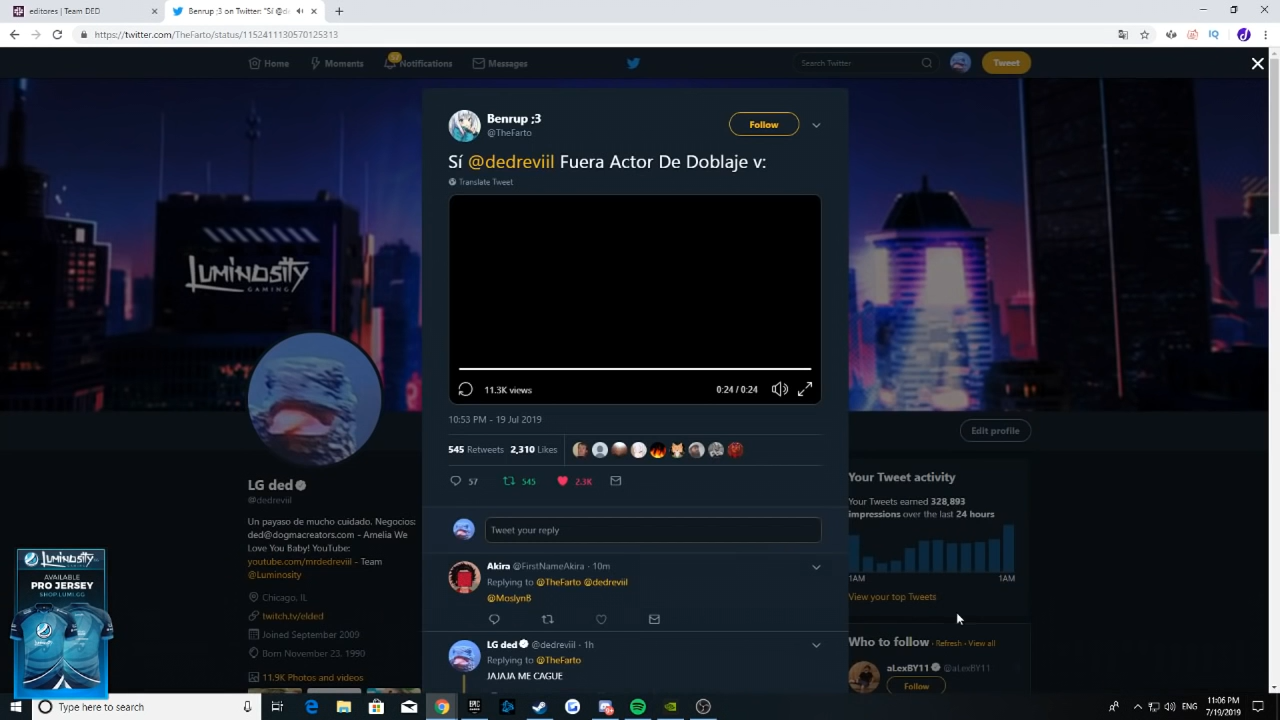 editores | Team DED
Benrup ;3 on Twitter: "Sí @de
https://twitter.com/TheFarto/status/1152411130570125313
IQ
Home
Moments
Notifications
Messages
Search Twitter
Tweet
Benrup ;3
@TheFarto
Follow
Sí @dedreviil Fuera Actor De Doblaje v:
Translate Tweet
LUMINOSITY
GAMING
11.3K views
0:24 / 0:24
10:53 PM - 19 Jul 2019
545 Retweets 2,310 Likes
57
545
2.3K
Tweet your reply
Akira @FirstNameAkira · 10m
Replying to @TheFarto @dedreviil
@MoslynB
LG ded @dedreviil · 1h
Replying to @TheFarto
JAJAJA ME CAGUE
LG ded
@dedreviil
Un payaso de mucho cuidado. Negocios:
ded@dogmacreators.com - Amelia We
Love You Baby! YouTube:
youtube.com/mrdedreviil - Team
@Luminosity
Chicago, IL
twitch.tv/elded
Joined September 2009
Born November 23, 1990
11.9K Photos and videos
Edit profile
Your Tweet activity
Your Tweets earned 328,893
impressions over the last 24 hours
1AM
1AM
View your top Tweets
Who to follow · Refresh · View all
aLexBY11 @aLexBY11
Follow
LUMINOSITY
AVAILABLE
PRO JERSEY
SHOP.LUMI.GG
Type here to search
EPIC
ENG
11:06 PM
7/19/2019